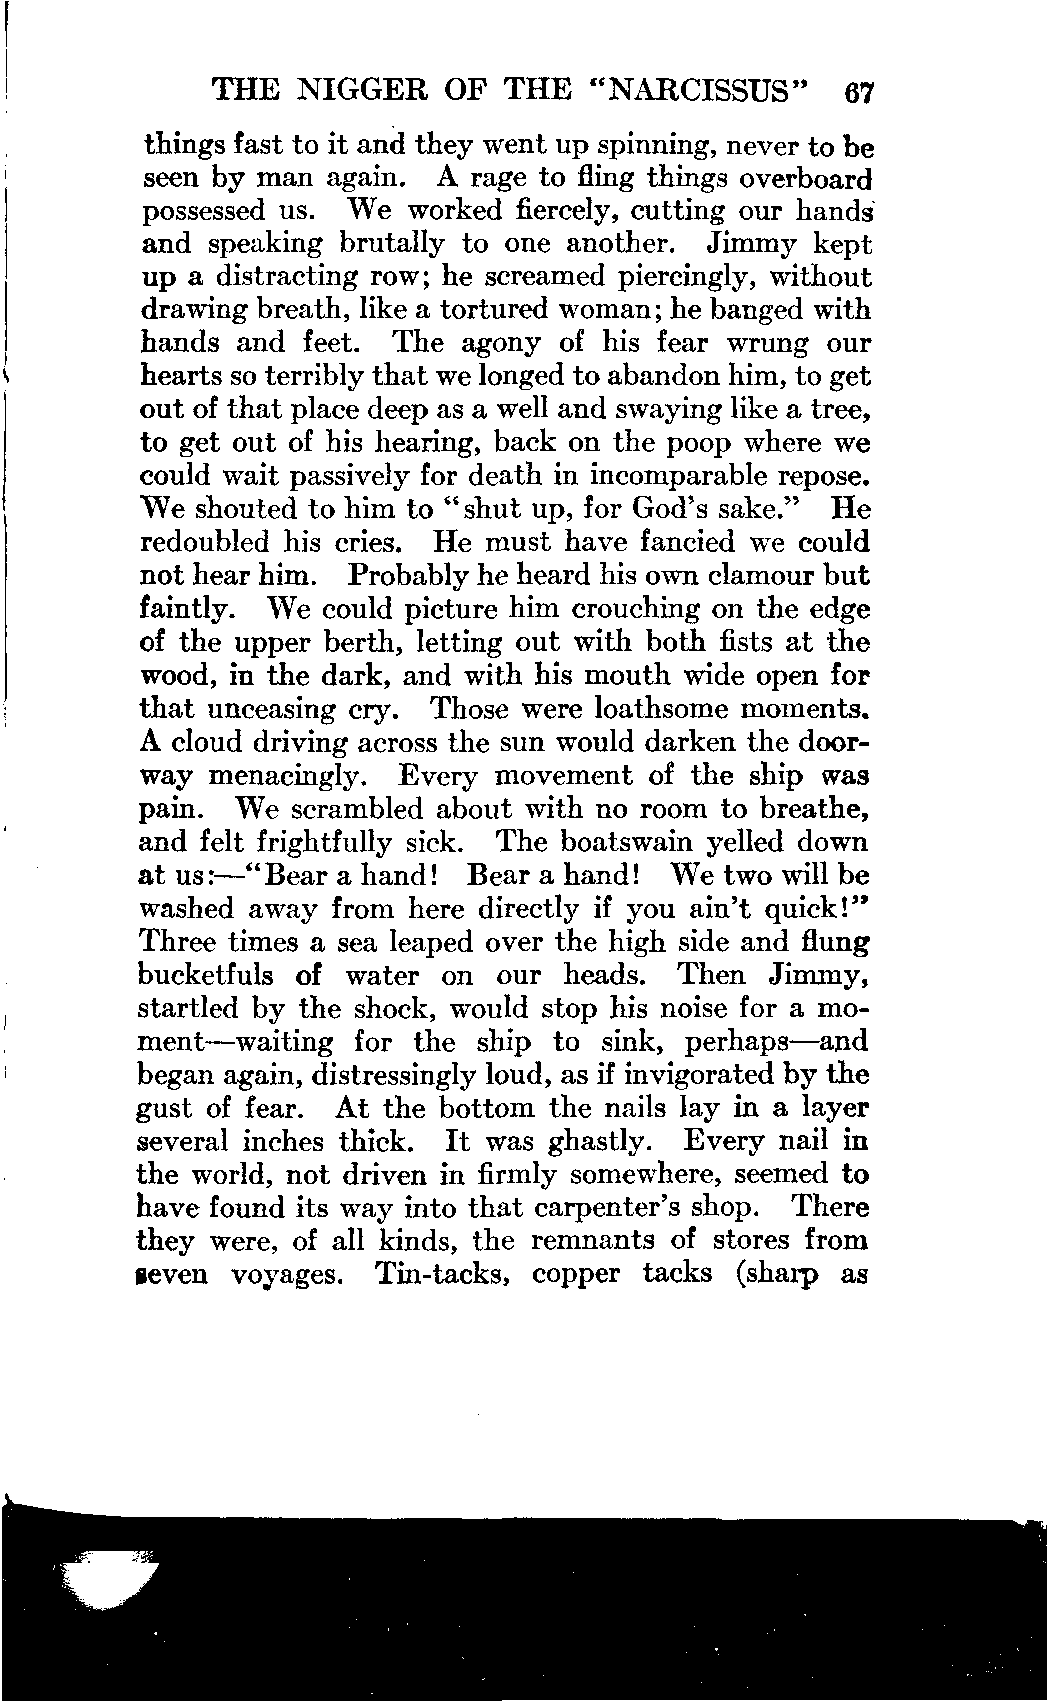 THE NIGGER OF THE “NARCISSUS” 67
things fast to it and they went up spinning, never to be
seen by man again. A rage to fling things overboard
possessed us. We worked fiercely, cutting our hands
and speaking brutally to one another. Jimmy kept
up a distracting row; he screamed piercingly, without
drawing breath, like a tortured woman; he banged with
hands and feet. The agony of his fear wrung our
hearts so terribly that we longed to abandon him, to get
out of that place deep as a well and swaying like a tree,
to get out of his hearing, back on the poop where we
could wait passively for death in incomparable repose.
We shouted to him to “shut up, for God’s sake.” He
redoubled his cries. He must have fancied we could
not hear him. Probably he heard his own clamour but
faintly. We could picture him crouching on the edge
of the upper berth, letting out with both fists at the
wood, in the dark, and with his mouth wide open for
that unceasing cry. Those were loathsome moments.
A cloud driving across the sun would darken the door-
way menacingly. Every movement of the ship was
pain. We scrambled about with no room to breathe,
and felt frightfully sick. The boatswain yelled down
at us:—“Bear a hand! Bear a hand! We two will be
washed away from here directly if you ain’t quick!”
Three times a sea leaped over the high side and flung
bucketfuls of water on our heads. Then Jimmy,
startled by the shock, would stop his noise for a mo-
ment—waiting for the ship to sink, perhaps—and
began again, distressingly loud, as if invigorated by the
gust of fear. At the bottom the nails lay in a layer
several inches thick. It was ghastly. Every nail in
the world, not driven in firmly somewhere, seemed to
have found its way into that carpenter’s shop. There
they were, of all kinds, the remnants of stores from
seven voyages. Tin-tacks, copper tacks (sharp as